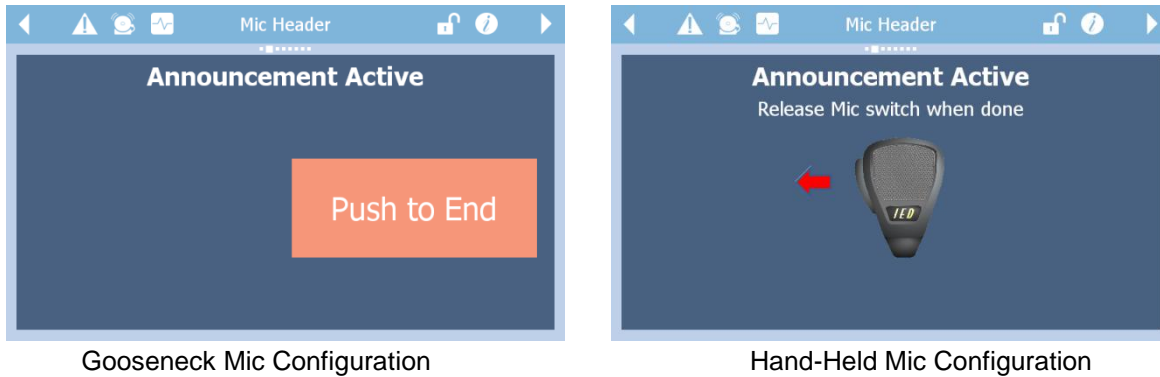 Mic Header
Announcement Active
Push to End
Gooseneck Mic Configuration
Mic Header
Announcement Active
Release Mic switch when done
IED
Hand-Held Mic Configuration